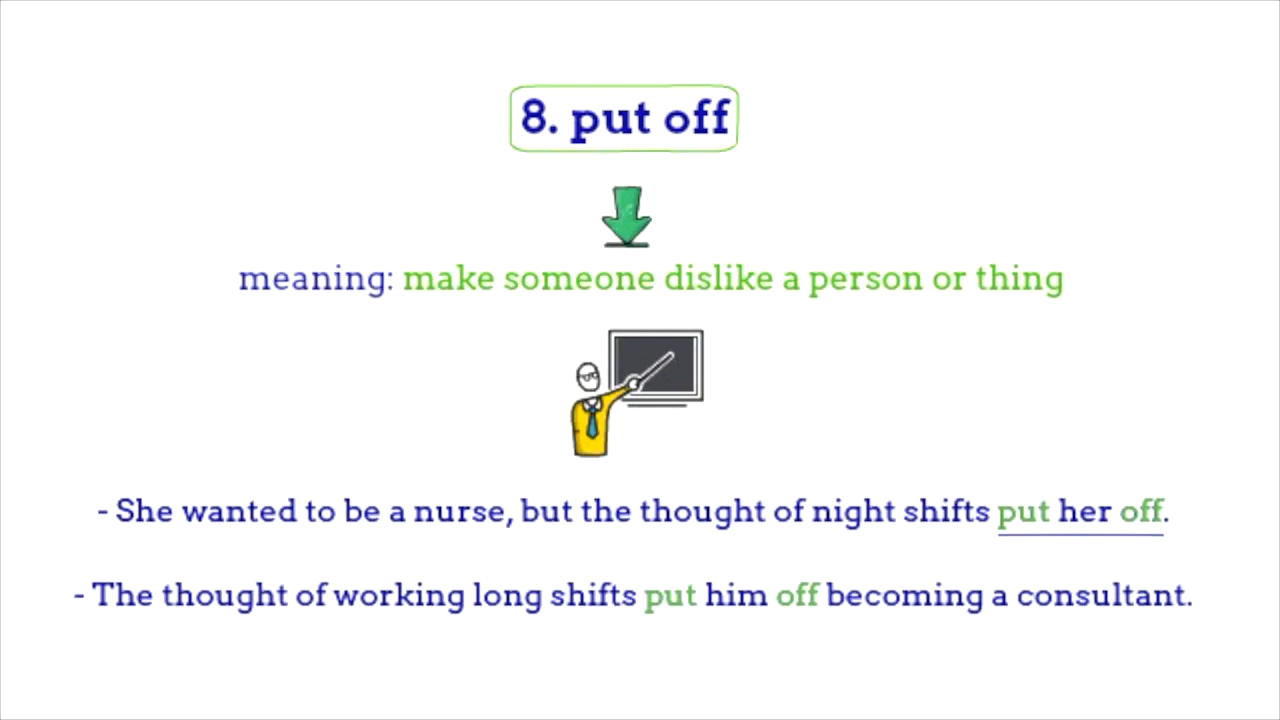 8. put off
meaning: make someone dislike a person or thing
- She wanted to be a nurse, but the thought of night shifts put her off.
- The thought of working long shifts put him off becoming a consultant.